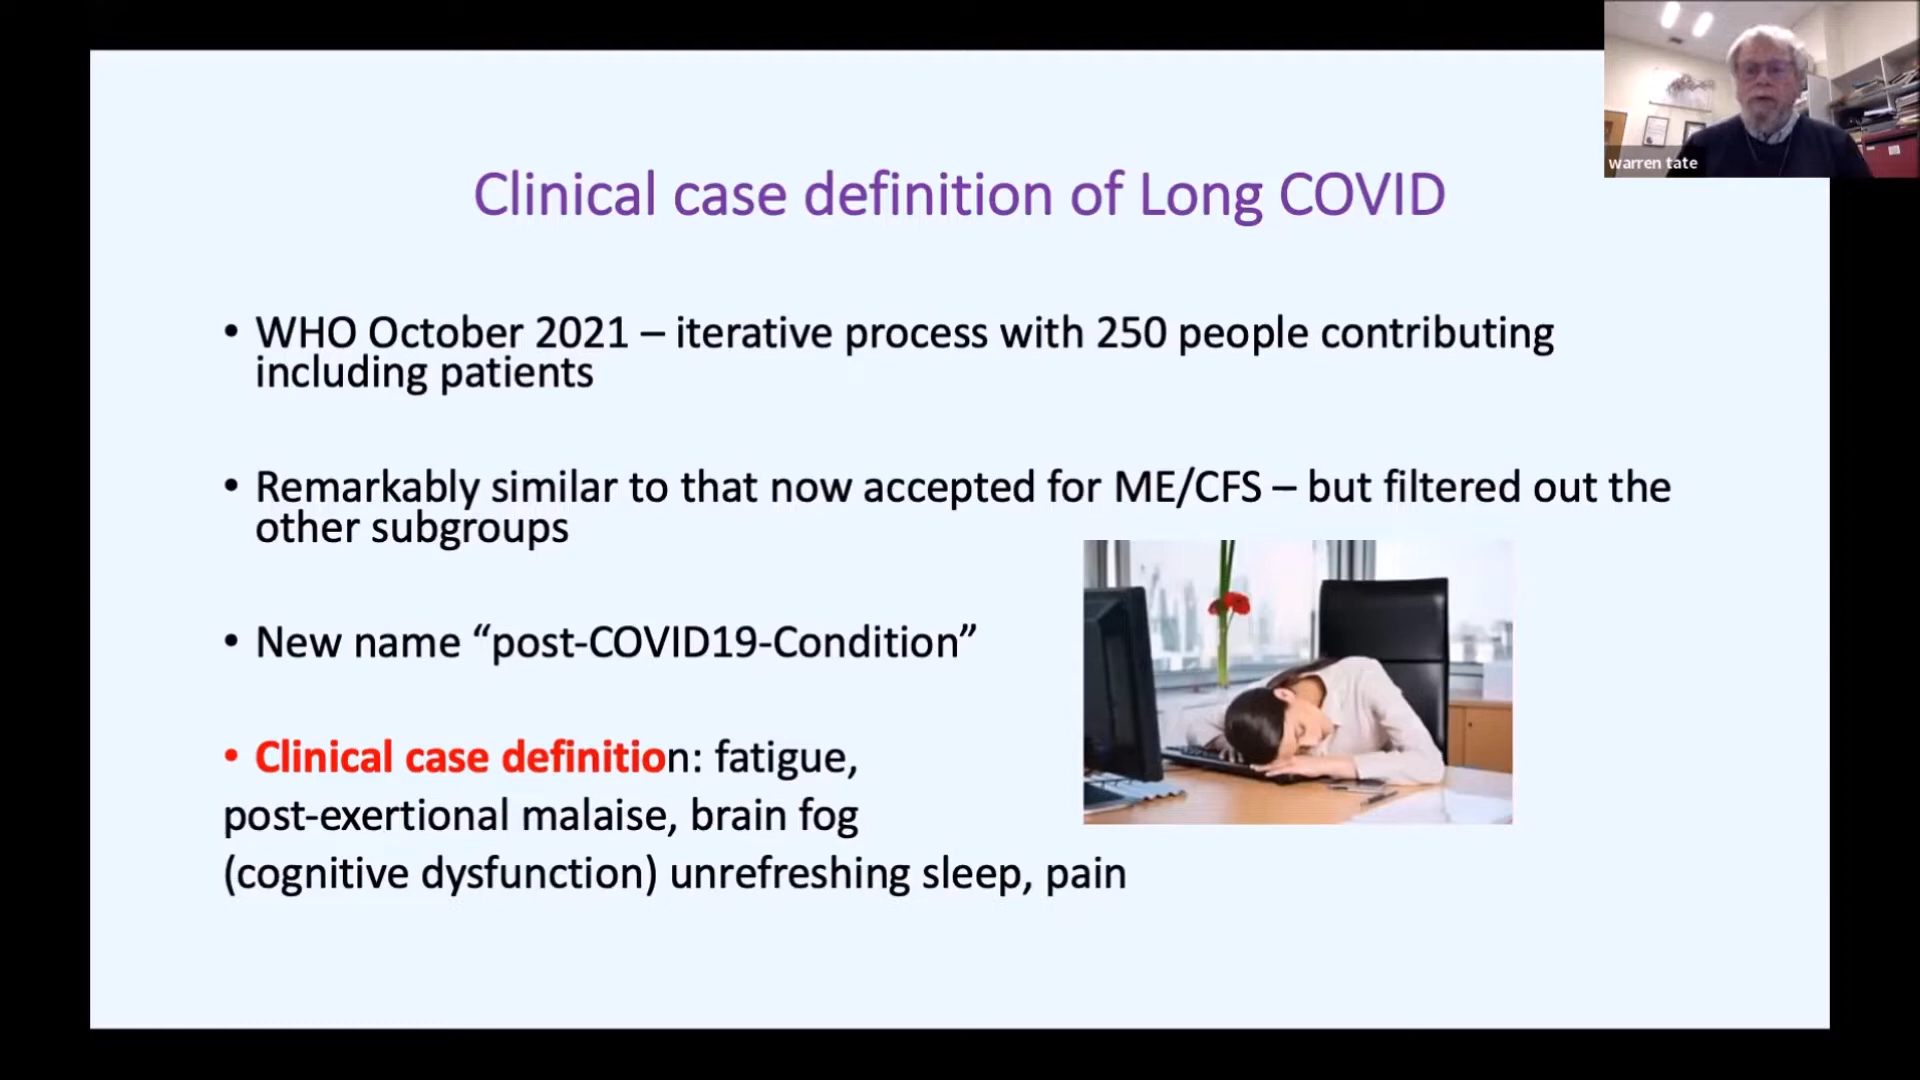 warren tate
Clinical case definition of Long COVID
• WHO October 2021 – iterative process with 250 people contributing
including patients
• Remarkably similar to that now accepted for ME/CFS – but filtered out the
other subgroups
• New name “post-COVID19-Condition”
• Clinical case definition: fatigue,
post-exertional malaise, brain fog
(cognitive dysfunction) unrefreshing sleep, pain